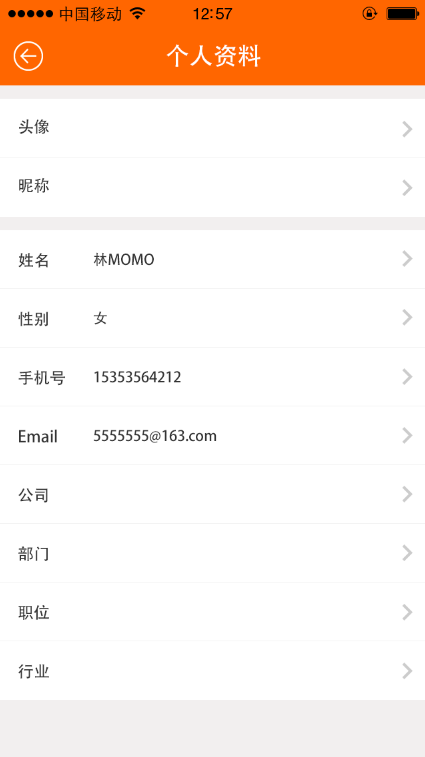 中国移动 12:57
个人资料
头像
昵称
姓名 林MOMO
性别 女
手机号 15353564212
Email 5555555@163.com
公司
部门
职位
行业